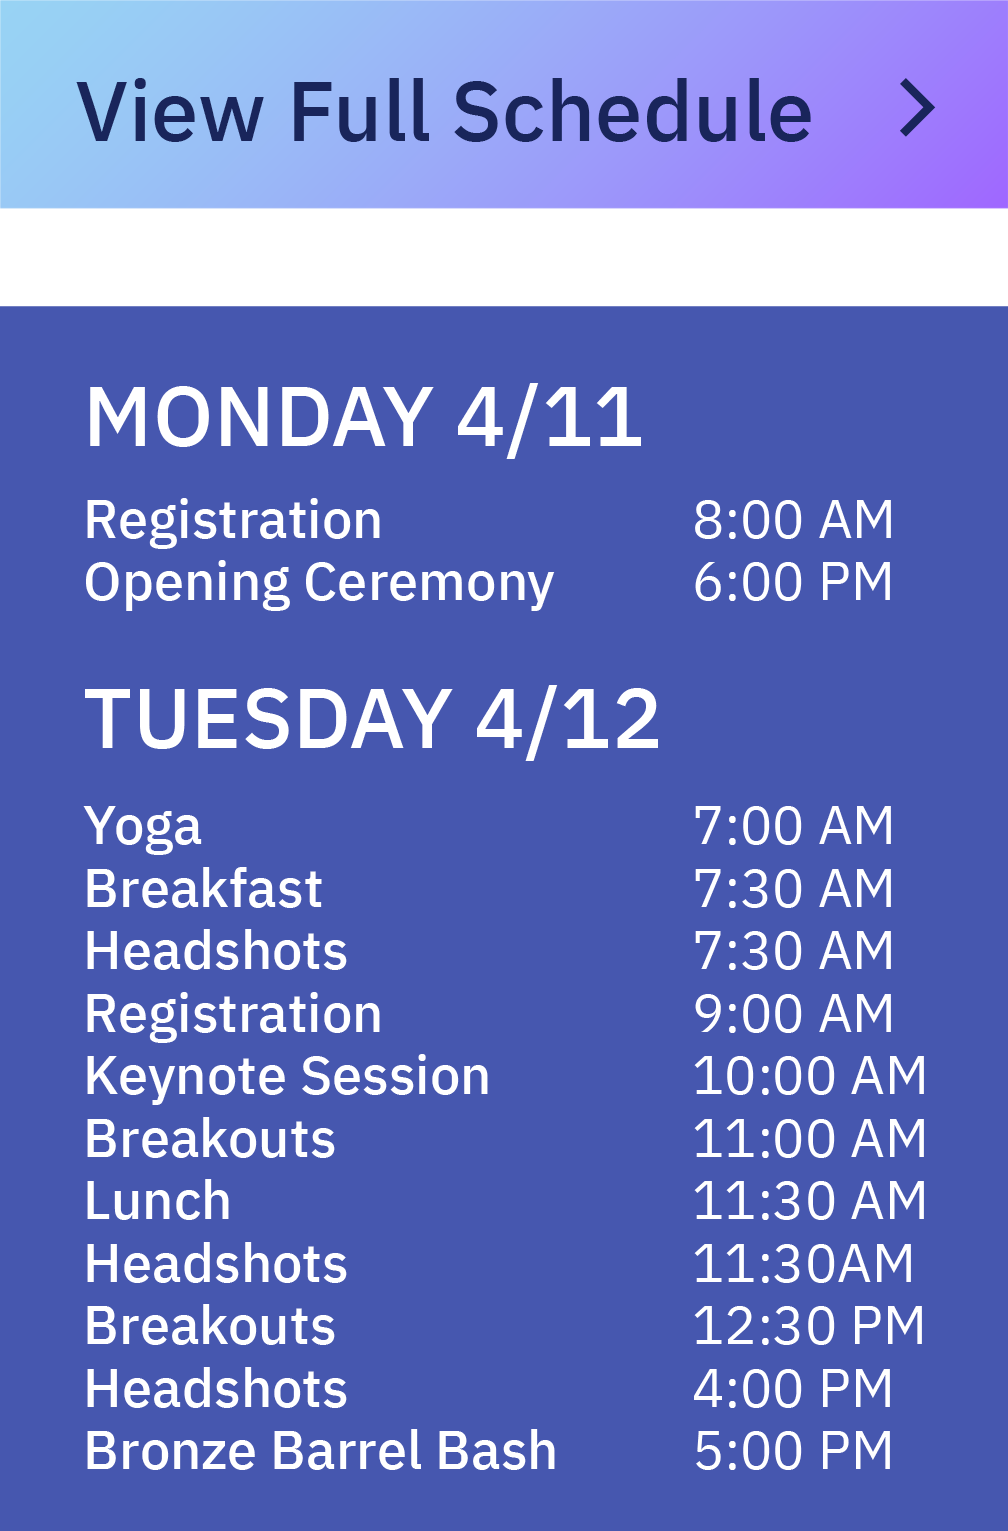 View Full Schedule
MONDAY 4/11
Registration 8:00 AM
Opening Ceremony 6:00 PM
TUESDAY 4/12
Yoga 7:00 AM
Breakfast 7:30 AM
Headshots 7:30 AM
Registration 9:00 AM
Keynote Session 10:00 AM
Breakouts 11:00 AM
Lunch 11:30 AM
Headshots 11:30AM
Breakouts 12:30 PM
Headshots 4:00 PM
Bronze Barrel Bash 5:00 PM